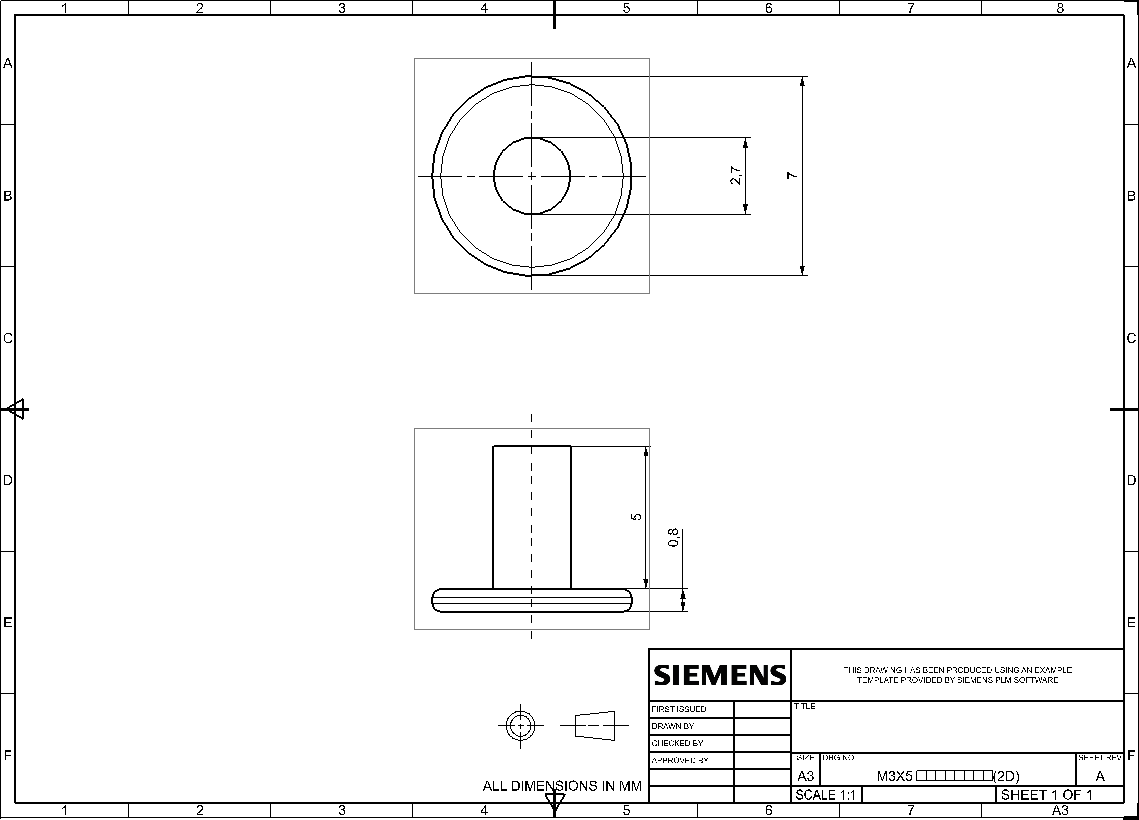 1 2 3 4 5 6 7 8
A A
B B
C C
D D
E E
F F
2,7
7
5
0,8
SIEMENS
THIS DRAWING HAS BEEN PRODUCED USING AN EXAMPLE
TEMPLATE PROVIDED BY SIEMENS PLM SOFTWARE
FIRST ISSUED
TITLE
DRAWN BY
CHECKED BY
APPROVED BY
SIZE DRG NO. SHEET REV
A3 M3X5 □□□□□□□□(2D) A
ALL DIMENSIONS IN MM
SCALE 1:1 SHEET 1 OF 1
1 2 3 4 5 6 7 A3